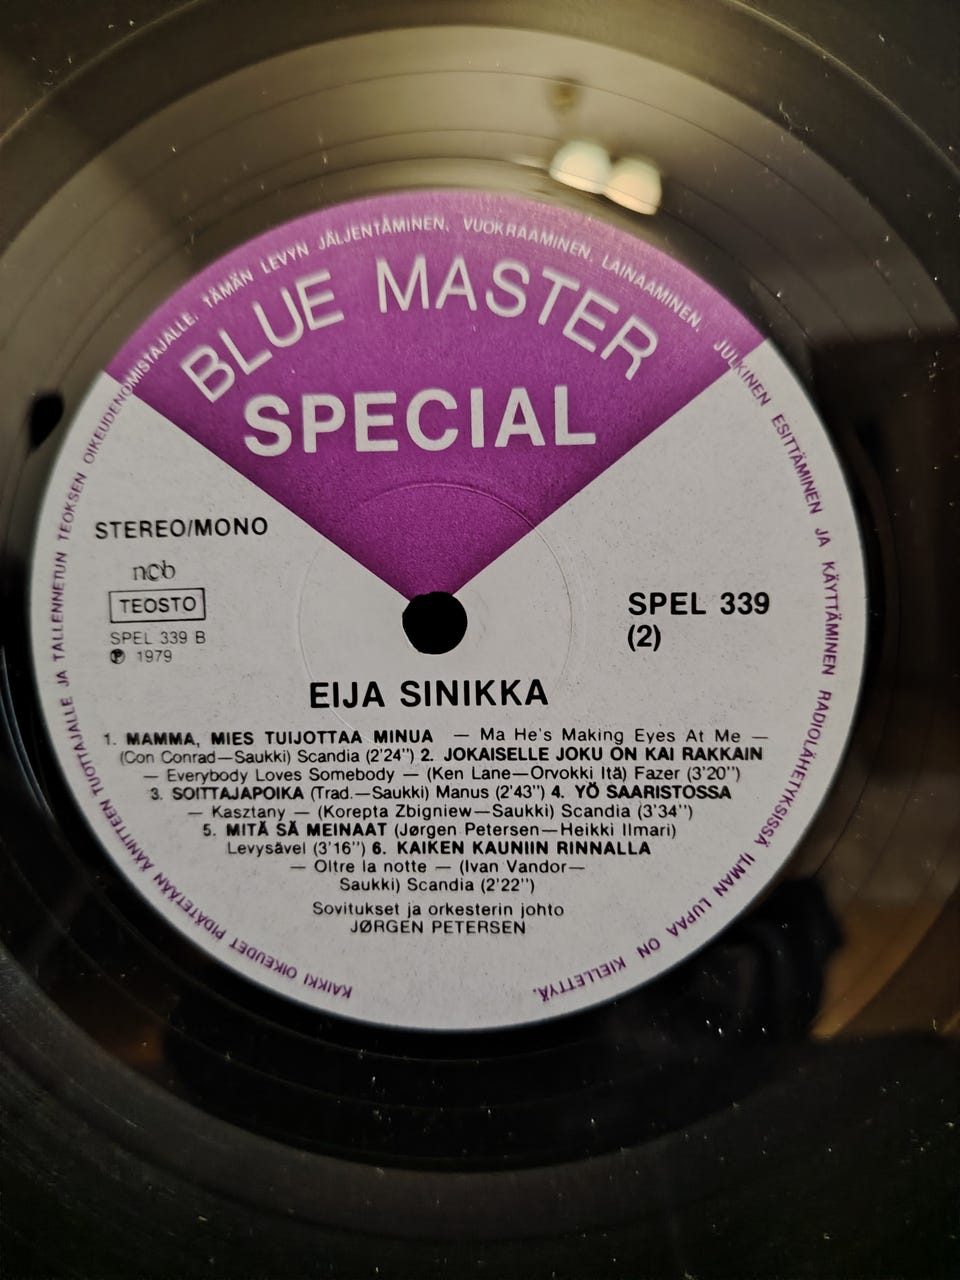 KAIKKI OIKEUDET PIDÄTETÄÄN ÄÄNITTEEN TUOTTAJALLE JA TALLENNETUN TEOKSEN OIKEUDENOMISTAJALLE. TÄMÄN LEVYN JÄLJENTÄMINEN, VUOKRAAMINEN, LAINAAMINEN, JULKINEN ESITTÄMINEN JA KÄYTTÄMINEN RADIOLÄHETYKSISSÄ ILMAN LUPAA ON KIELLETTYÄ.
BLUE MASTER
SPECIAL
STEREO/MONO
ncb
TEOSTO
SPEL 339 B
℗ 1979
SPEL 339
(2)
EIJA SINIKKA
1. MAMMA, MIES TUIJOTTAA MINUA — Ma He's Making Eyes At Me —
(Con Conrad—Saukki) Scandia (2'24") 2. JOKAISELLE JOKU ON KAI RAKKAIN
— Everybody Loves Somebody — (Ken Lane—Orvokki Itä) Fazer (3'20")
3. SOITTAJAPOIKA (Trad.—Saukki) Manus (2'43") 4. YÖ SAARISTOSSA
— Kasztany — (Korepta Zbigniew—Saukki) Scandia (3'34")
5. MITÄ SÄ MEINAAT (Jørgen Petersen—Heikki Ilmari)
Levysävel (3'16") 6. KAIKEN KAUNIIN RINNALLA
— Oltre la notte — (Ivan Vandor—
Saukki) Scandia (2'22")
Sovitukset ja orkesterin johto
JØRGEN PETERSEN